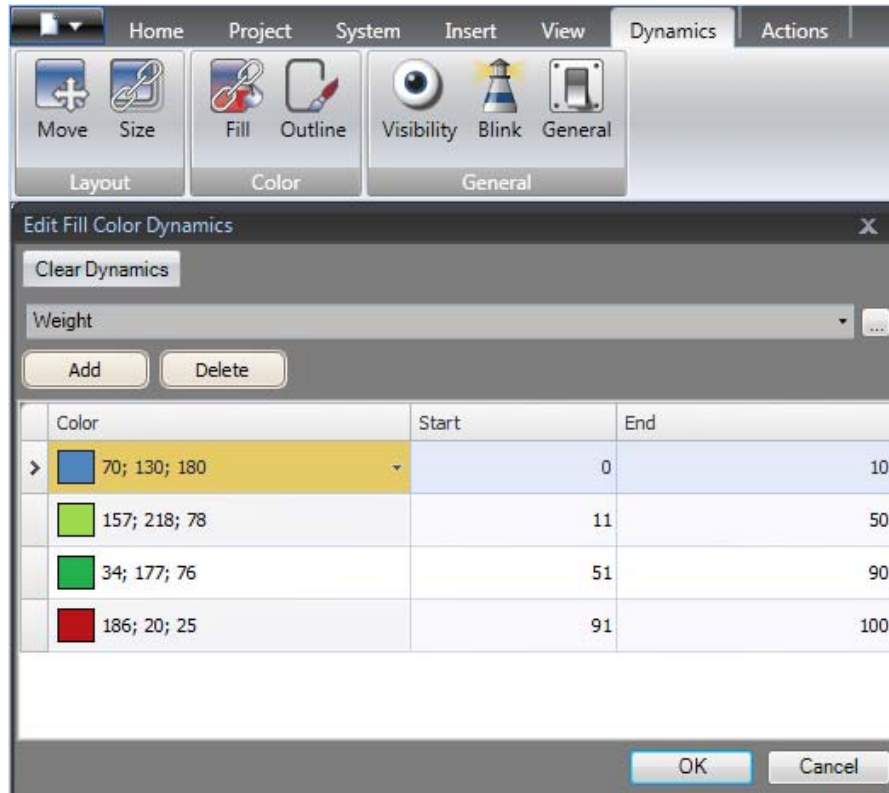 Home Project System Insert View Dynamics Actions
Move Size Fill Outline Visibility Blink General
Layout Color General
Edit Fill Color Dynamics x
Clear Dynamics
Weight ...
Add Delete
Color Start End
70; 130; 180 0 10
157; 218; 78 11 50
34; 177; 76 51 90
186; 20; 25 91 100
OK Cancel